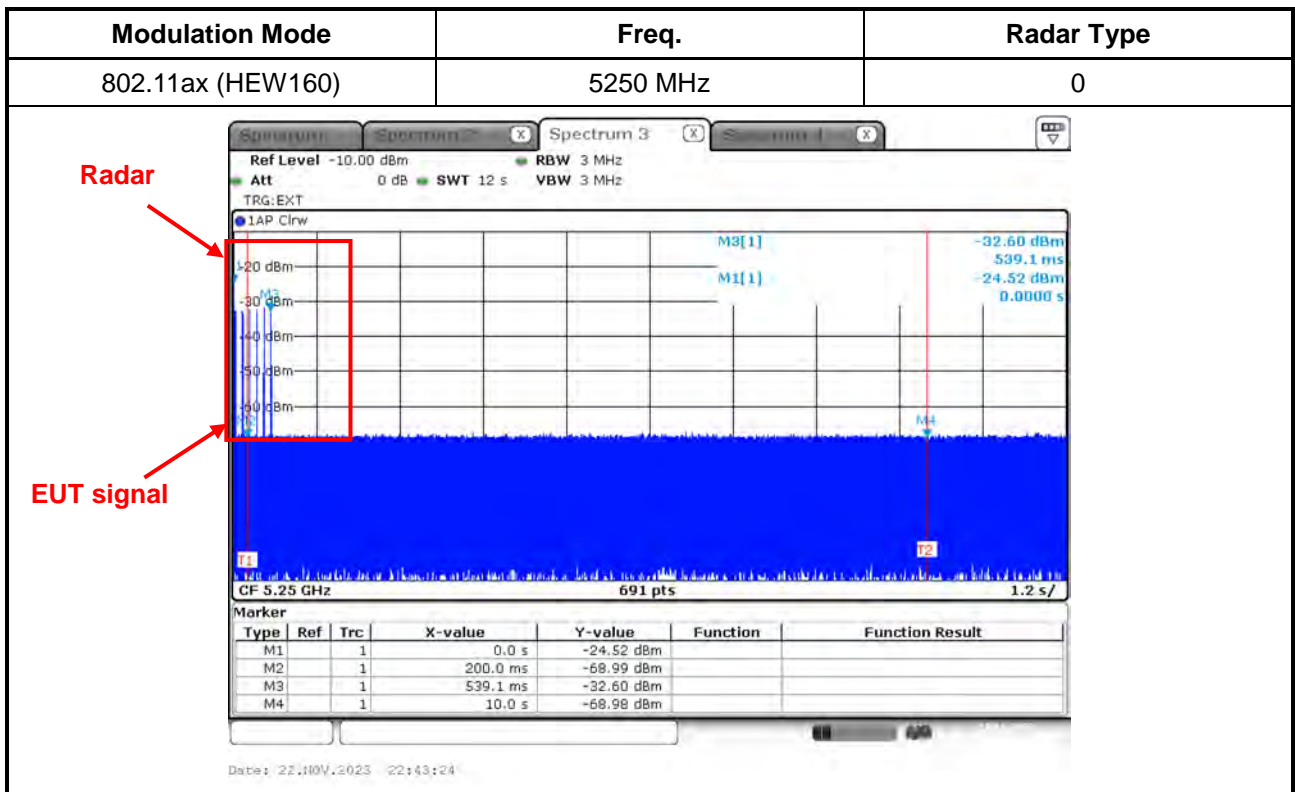 Modulation Mode Freq. Radar Type
802.11ax (HEW160) 5250 MHz 0
Spectrum 3
Ref Level -10.00 dBm RBW 3 MHz
Att 0 dB SWT 12 s VBW 3 MHz
TRG:EXT
1AP Clrw
Radar
M3[1] -32.60 dBm
539.1 ms
M1[1] -24.52 dBm
0.0000 s
-20 dBm
-30 dBm
M3
-40 dBm
-50 dBm
-60 dBm
M4
EUT signal
T1 T2
CF 5.25 GHz 691 pts 1.2 s/
Marker
Type Ref Trc X-value Y-value Function Function Result
M1 1 0.0 s -24.52 dBm
M2 1 200.0 ms -68.99 dBm
M3 1 539.1 ms -32.60 dBm
M4 1 10.0 s -68.98 dBm
Date: 22.NOV.2023 22:43:24